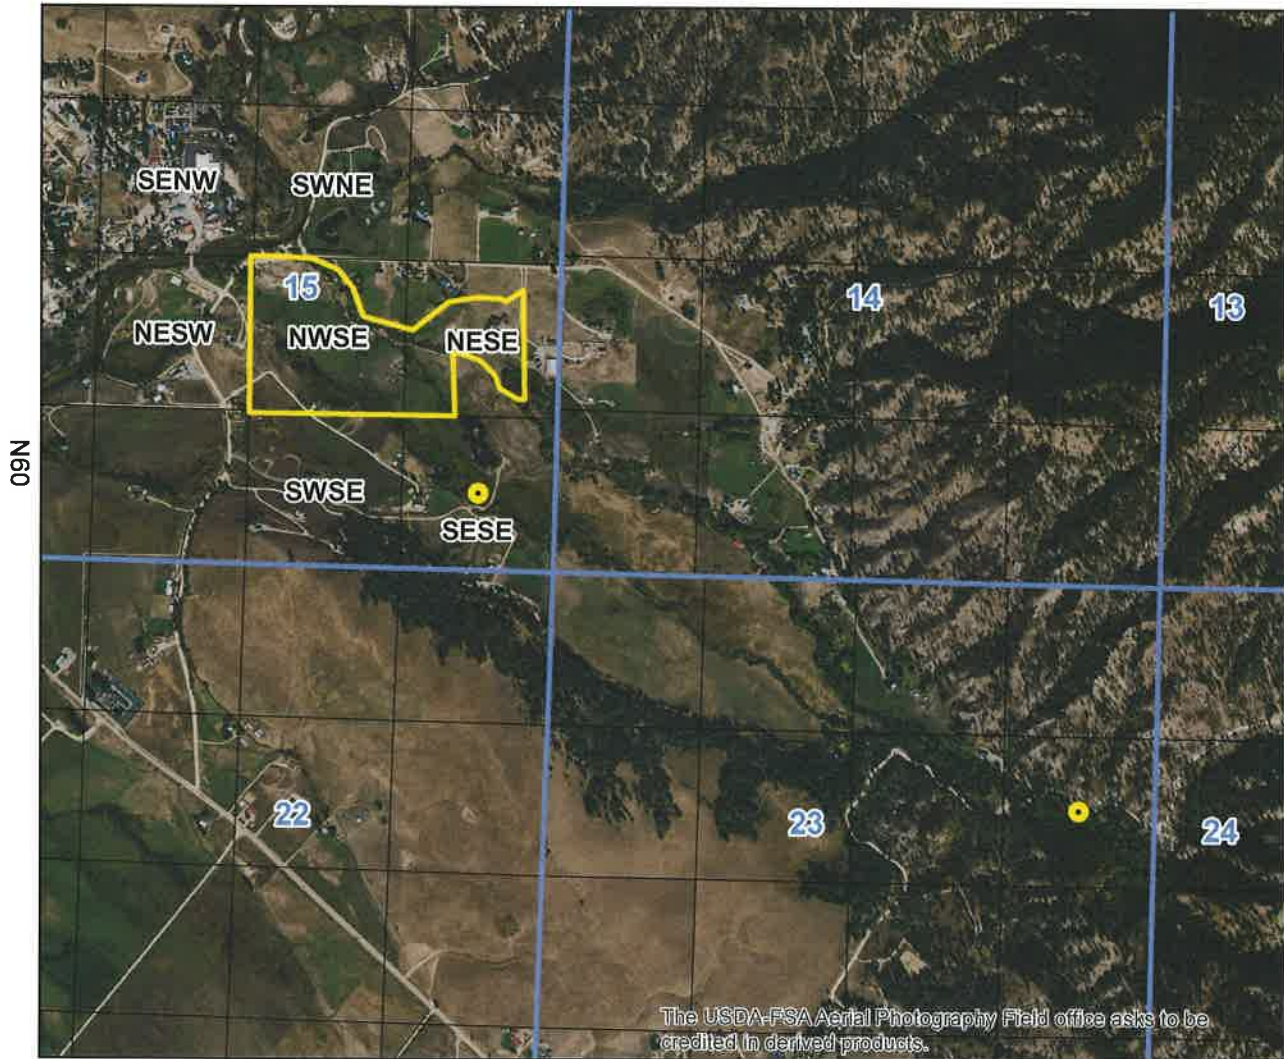 SENW
SWNE
15
14
13
NESW
NWSE
NESE
09N
SWSE
SESE
22
23
24
The USDA-FSA Aerial Photography Field office asks to be
credited in derived products.